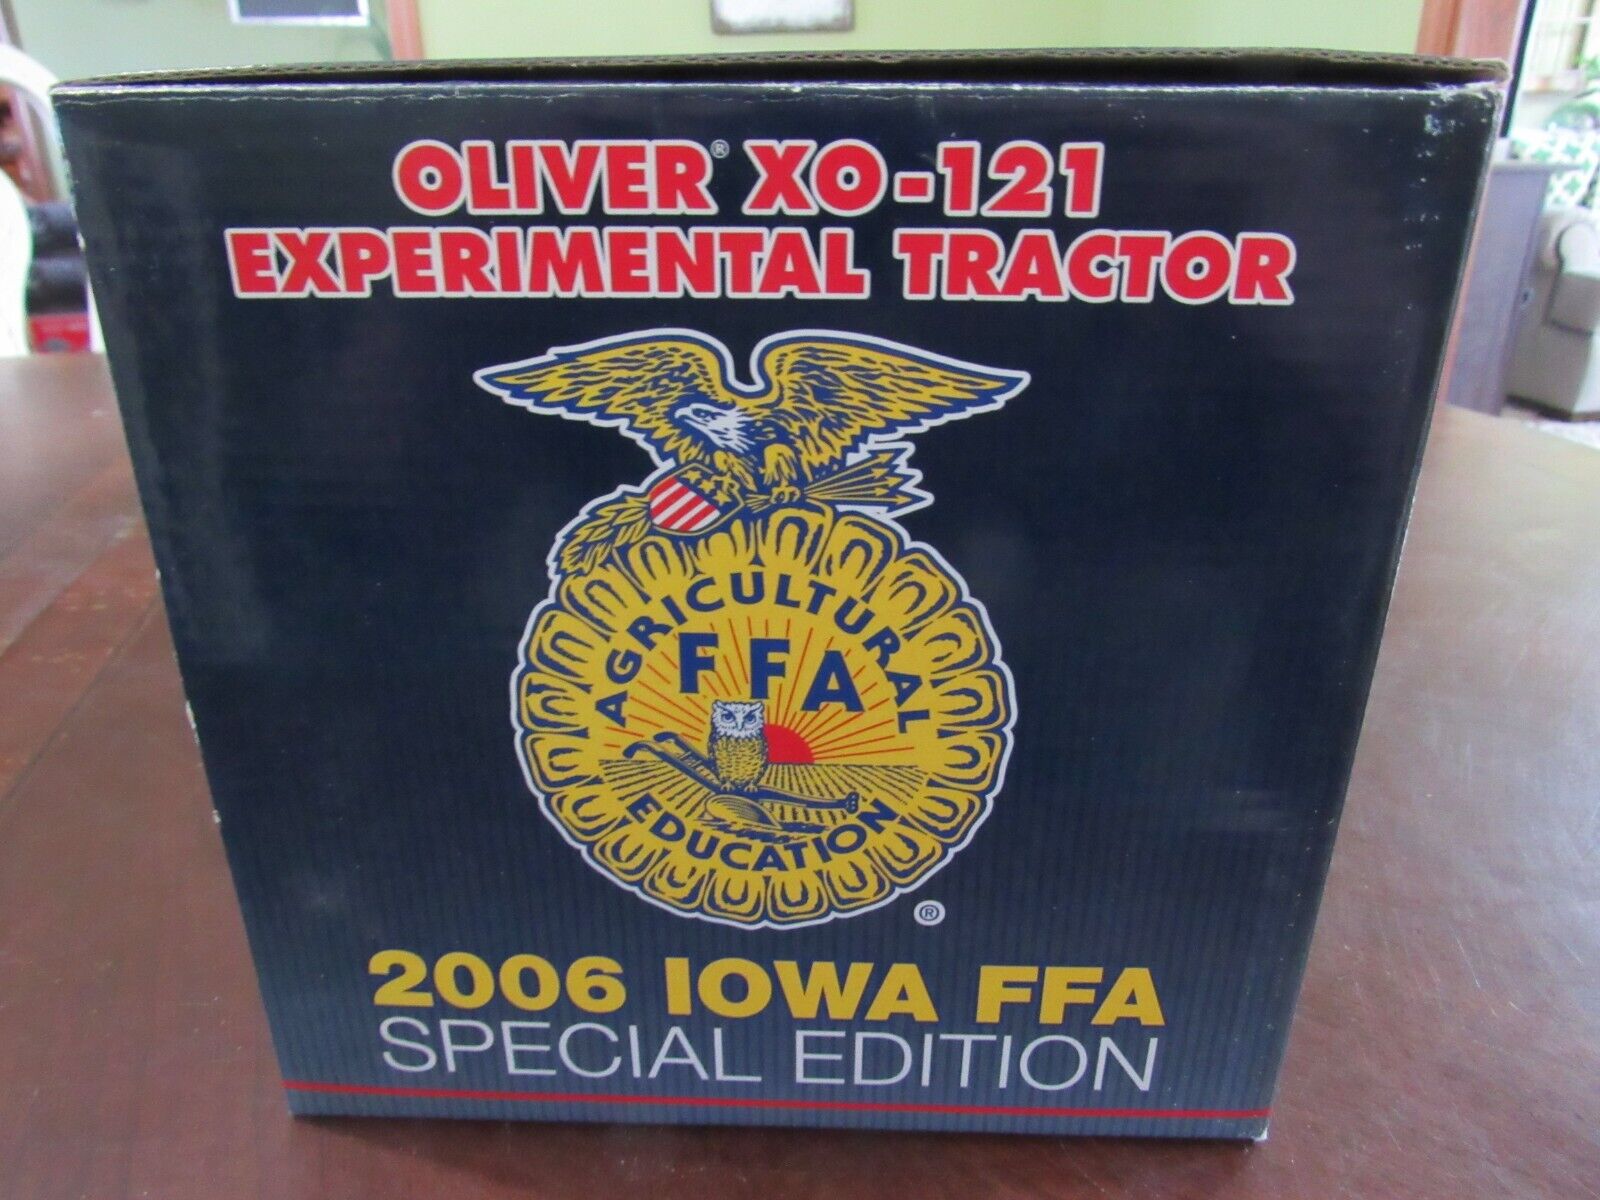 OLIVER® XO-121
EXPERIMENTAL TRACTOR
AGRICULTURAL
FFA
EDUCATION
®
2006 IOWA FFA
SPECIAL EDITION